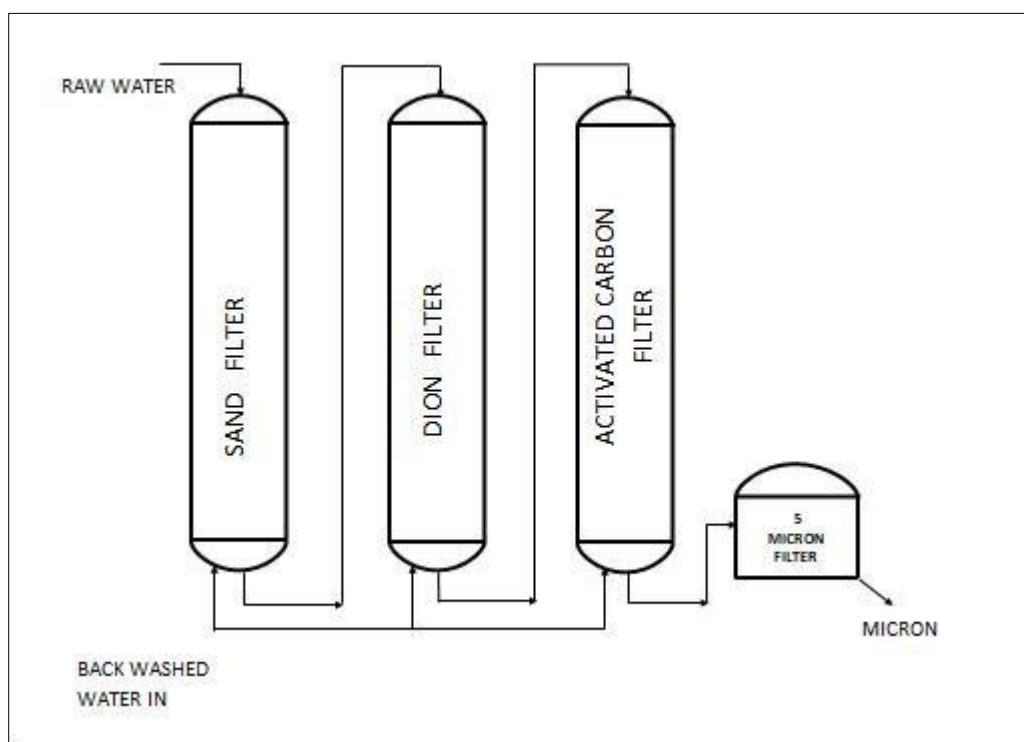 RAW WATER
SAND FILTER
DION FILTER
ACTIVATED CARBON
FILTER
5
MICRON
FILTER
MICRON
BACK WASHED
WATER IN